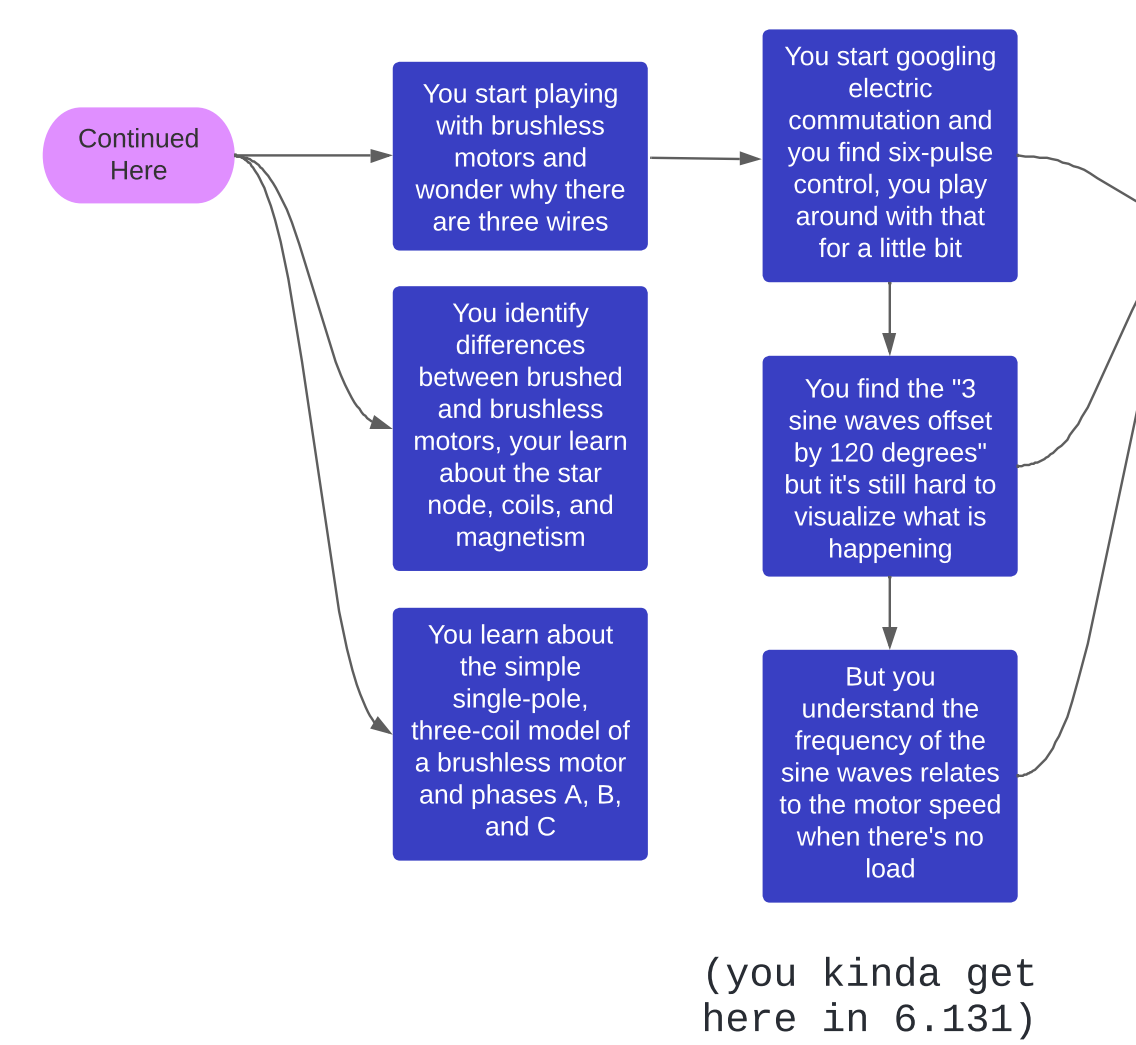 Continued
Here
You start playing
with brushless
motors and
wonder why there
are three wires
You identify
differences
between brushed
and brushless
motors, your learn
about the star
node, coils, and
magnetism
You learn about
the simple
single-pole,
three-coil model of
a brushless motor
and phases A, B,
and C
You start googling
electric
commutation and
you find six-pulse
control, you play
around with that
for a little bit
You find the "3
sine waves offset
by 120 degrees"
but it's still hard to
visualize what is
happening
But you
understand the
frequency of the
sine waves relates
to the motor speed
when there's no
load
(you kinda get
here in 6.131)